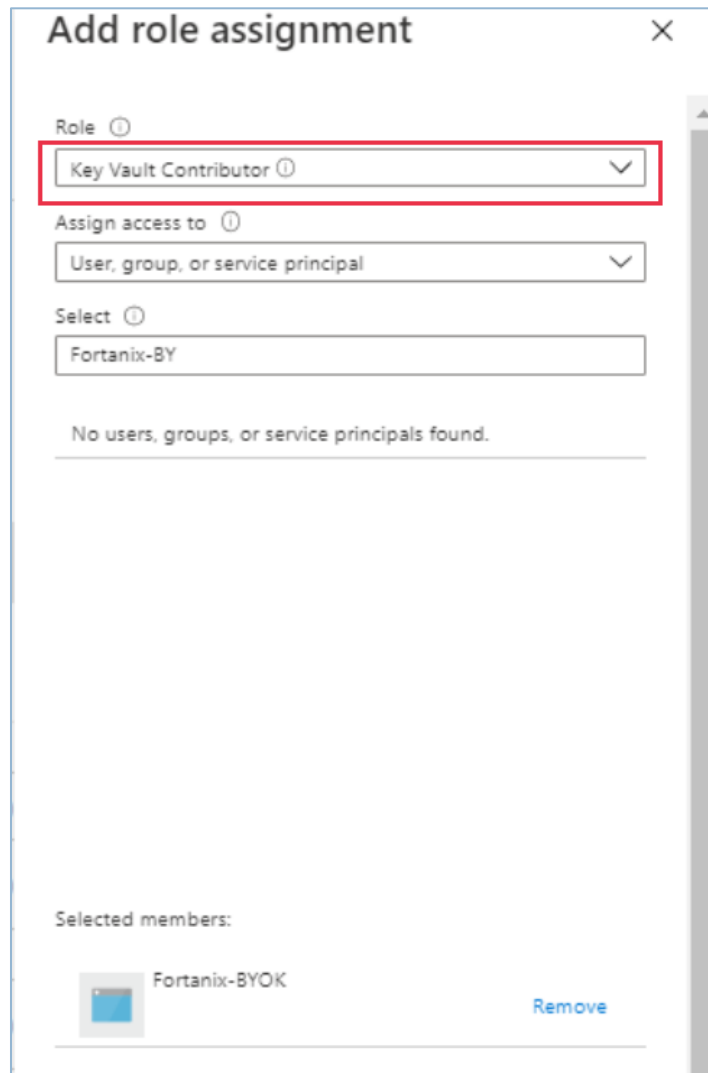 Add role assignment
Role
Key Vault Contributor
Assign access to
User, group, or service principal
Select
Fortanix-BY
No users, groups, or service principals found.
Selected members:
Fortanix-BYOK
Remove